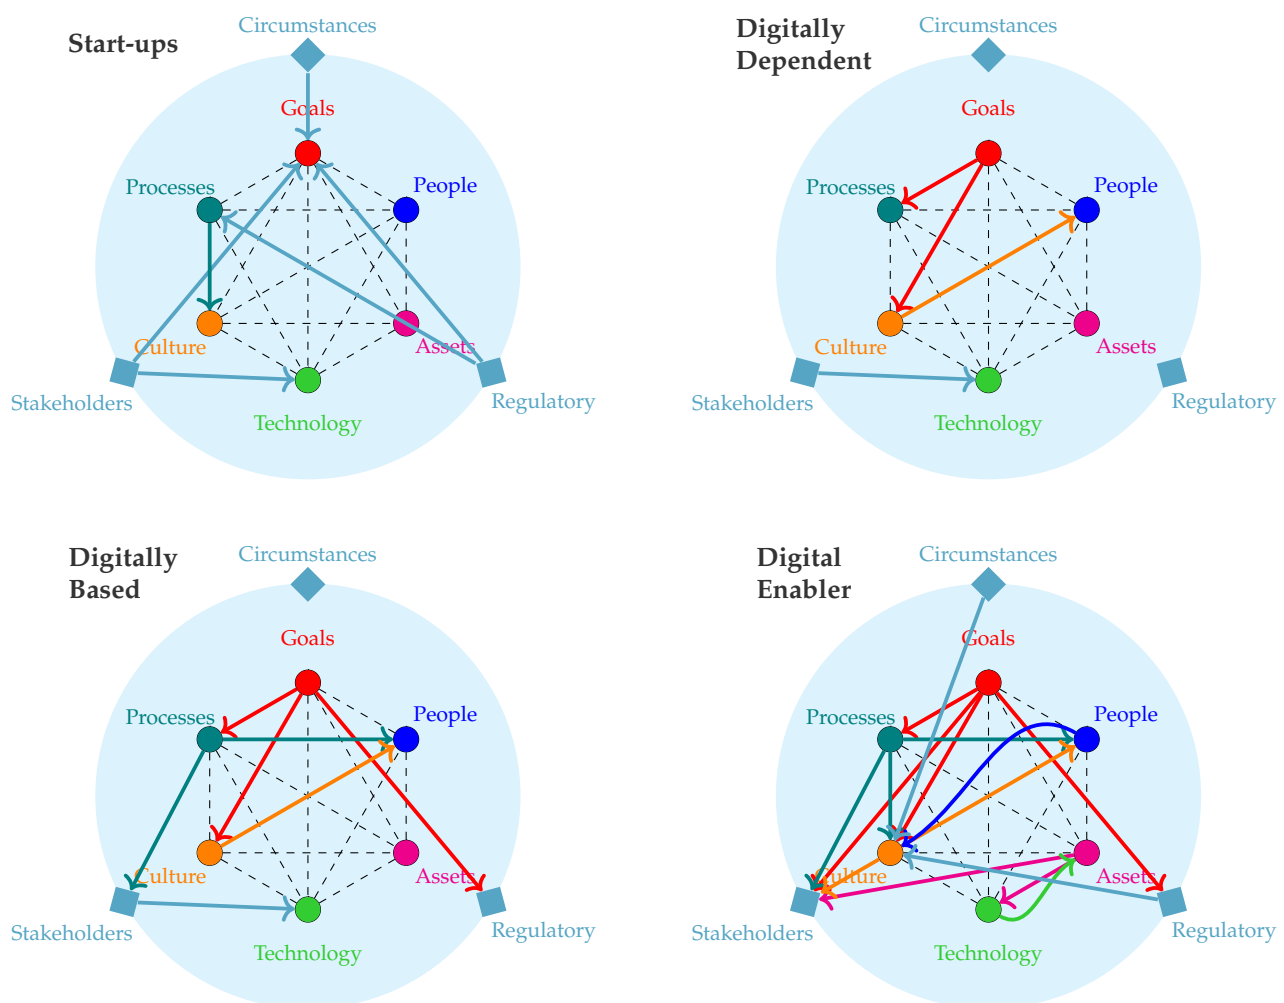 Start-ups
Circumstances
Goals
Processes
People
Culture
Assets
Stakeholders
Regulatory
Technology
Digitally
Dependent
Circumstances
Goals
Processes
People
Culture
Assets
Stakeholders
Regulatory
Technology
Digitally
Based
Circumstances
Goals
Processes
People
Culture
Assets
Stakeholders
Regulatory
Technology
Digital
Enabler
Circumstances
Goals
Processes
People
Culture
Assets
Stakeholders
Regulatory
Technology